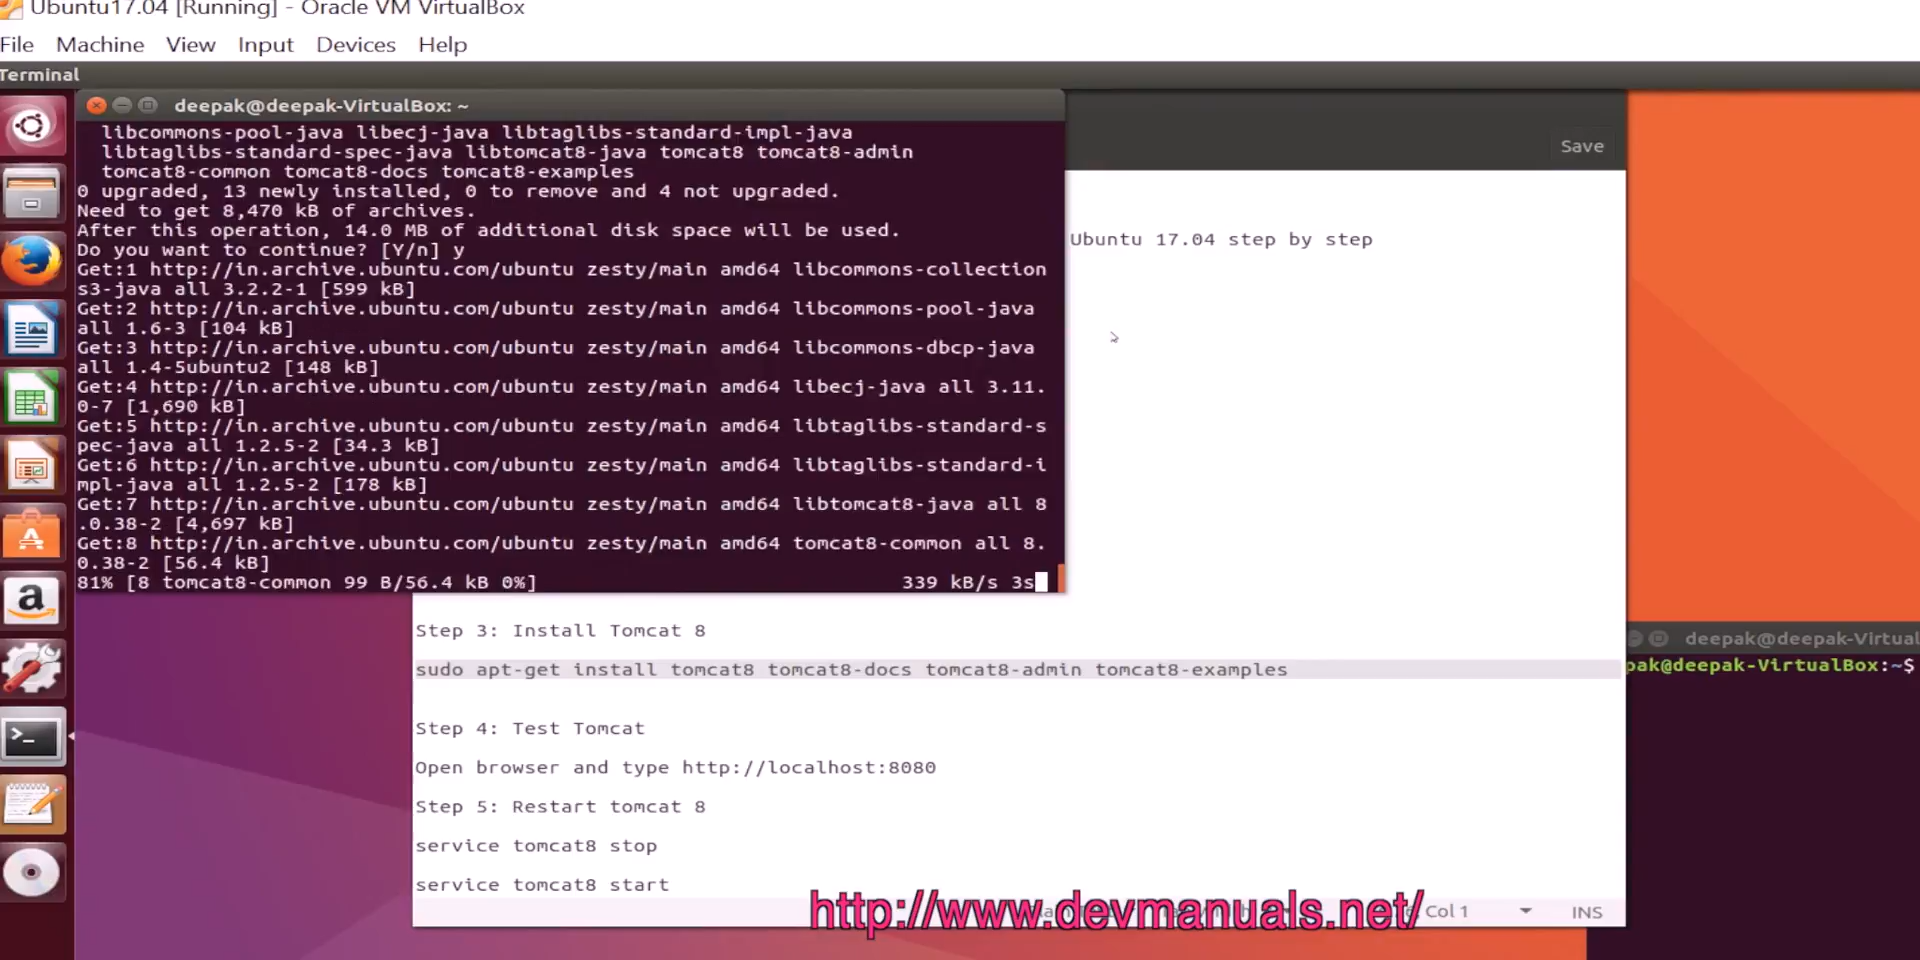 Ubuntu17.04 [Running] - Oracle VM VirtualBox
File Machine View Input Devices Help
Terminal
deepak@deepak-VirtualBox: ~
libcommons-pool-java libecj-java libtaglibs-standard-impl-java
libtaglibs-standard-spec-java libtomcat8-java tomcat8 tomcat8-admin
tomcat8-common tomcat8-docs tomcat8-examples
0 upgraded, 13 newly installed, 0 to remove and 4 not upgraded.
Need to get 8,470 kB of archives.
After this operation, 14.0 MB of additional disk space will be used.
Do you want to continue? [Y/n] y
Get:1 http://in.archive.ubuntu.com/ubuntu zesty/main amd64 libcommons-collection
s3-java all 3.2.2-1 [599 kB]
Get:2 http://in.archive.ubuntu.com/ubuntu zesty/main amd64 libcommons-pool-java
all 1.6-3 [104 kB]
Get:3 http://in.archive.ubuntu.com/ubuntu zesty/main amd64 libcommons-dbcp-java
all 1.4-5ubuntu2 [148 kB]
Get:4 http://in.archive.ubuntu.com/ubuntu zesty/main amd64 libecj-java all 3.11.
0-7 [1,690 kB]
Get:5 http://in.archive.ubuntu.com/ubuntu zesty/main amd64 libtaglibs-standard-s
pec-java all 1.2.5-2 [34.3 kB]
Get:6 http://in.archive.ubuntu.com/ubuntu zesty/main amd64 libtaglibs-standard-i
mpl-java all 1.2.5-2 [178 kB]
Get:7 http://in.archive.ubuntu.com/ubuntu zesty/main amd64 libtomcat8-java all 8
.0.38-2 [4,697 kB]
Get:8 http://in.archive.ubuntu.com/ubuntu zesty/main amd64 tomcat8-common all 8.
0.38-2 [56.4 kB]
81% [8 tomcat8-common 99 B/56.4 kB 0%] 339 kB/s 3s
Save
Ubuntu 17.04 step by step
Step 3: Install Tomcat 8
sudo apt-get install tomcat8 tomcat8-docs tomcat8-admin tomcat8-examples
Step 4: Test Tomcat
Open browser and type http://localhost:8080
Step 5: Restart tomcat 8
service tomcat8 stop
service tomcat8 start
Col 1 INS
deepak@deepak-Virtual
pak@deepak-VirtualBox:~$
http://www.devmanuals.net/